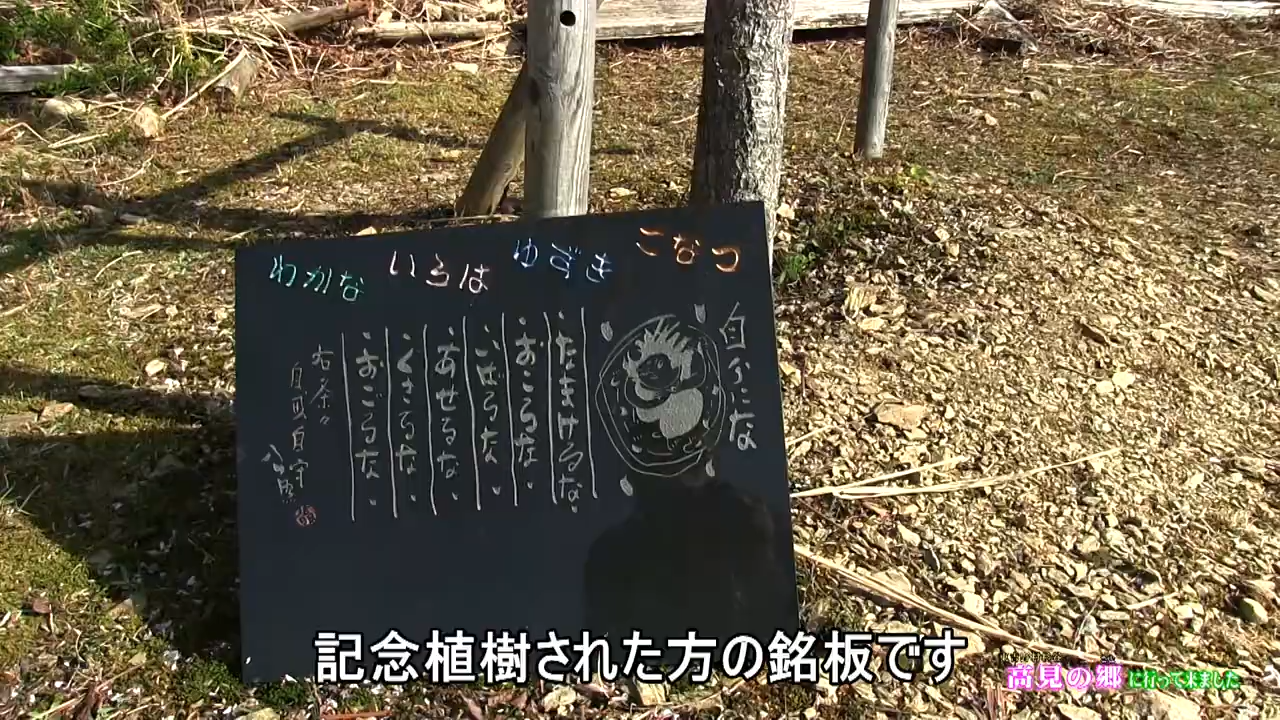 わかな いろは ゆずき こなつ
自分にな
・なまけるな・
・おこるな・
・いばるな・
・あせるな・
・くさるな・
・おごるな・
右条々
自戒自守
記念植樹された方の銘板です
高見の郷に行って来ました